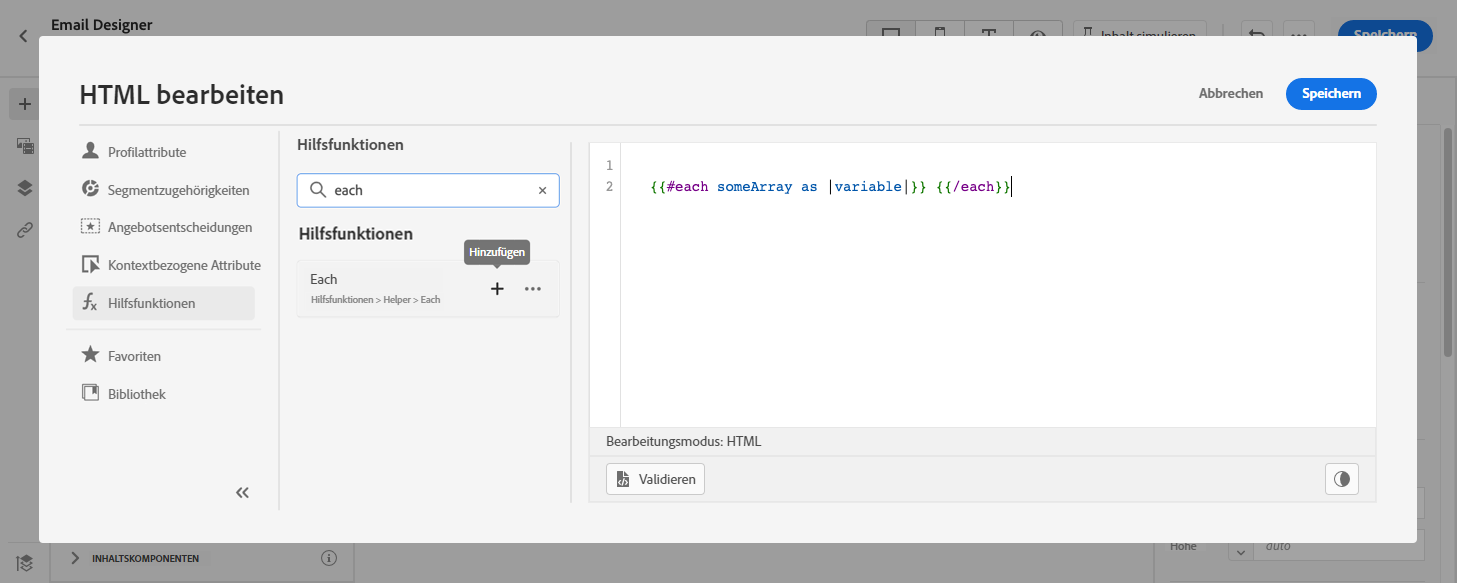 Email Designer
Inhalt simulieren
Speichern
HTML bearbeiten
Abbrechen
Speichern
Profilattribute
Segmentzugehörigkeiten
Angebotsentscheidungen
Kontextbezogene Attribute
Hilfsfunktionen
Favoriten
Bibliothek
Hilfsfunktionen
each
Hilfsfunktionen
Hinzufügen
Each
Hilfsfunktionen > Helper > Each
1
2 {{#each someArray as |variable|}} {{/each}}
Bearbeitungsmodus: HTML
Validieren
INHALTSKOMPONENTEN
Höhe
auto